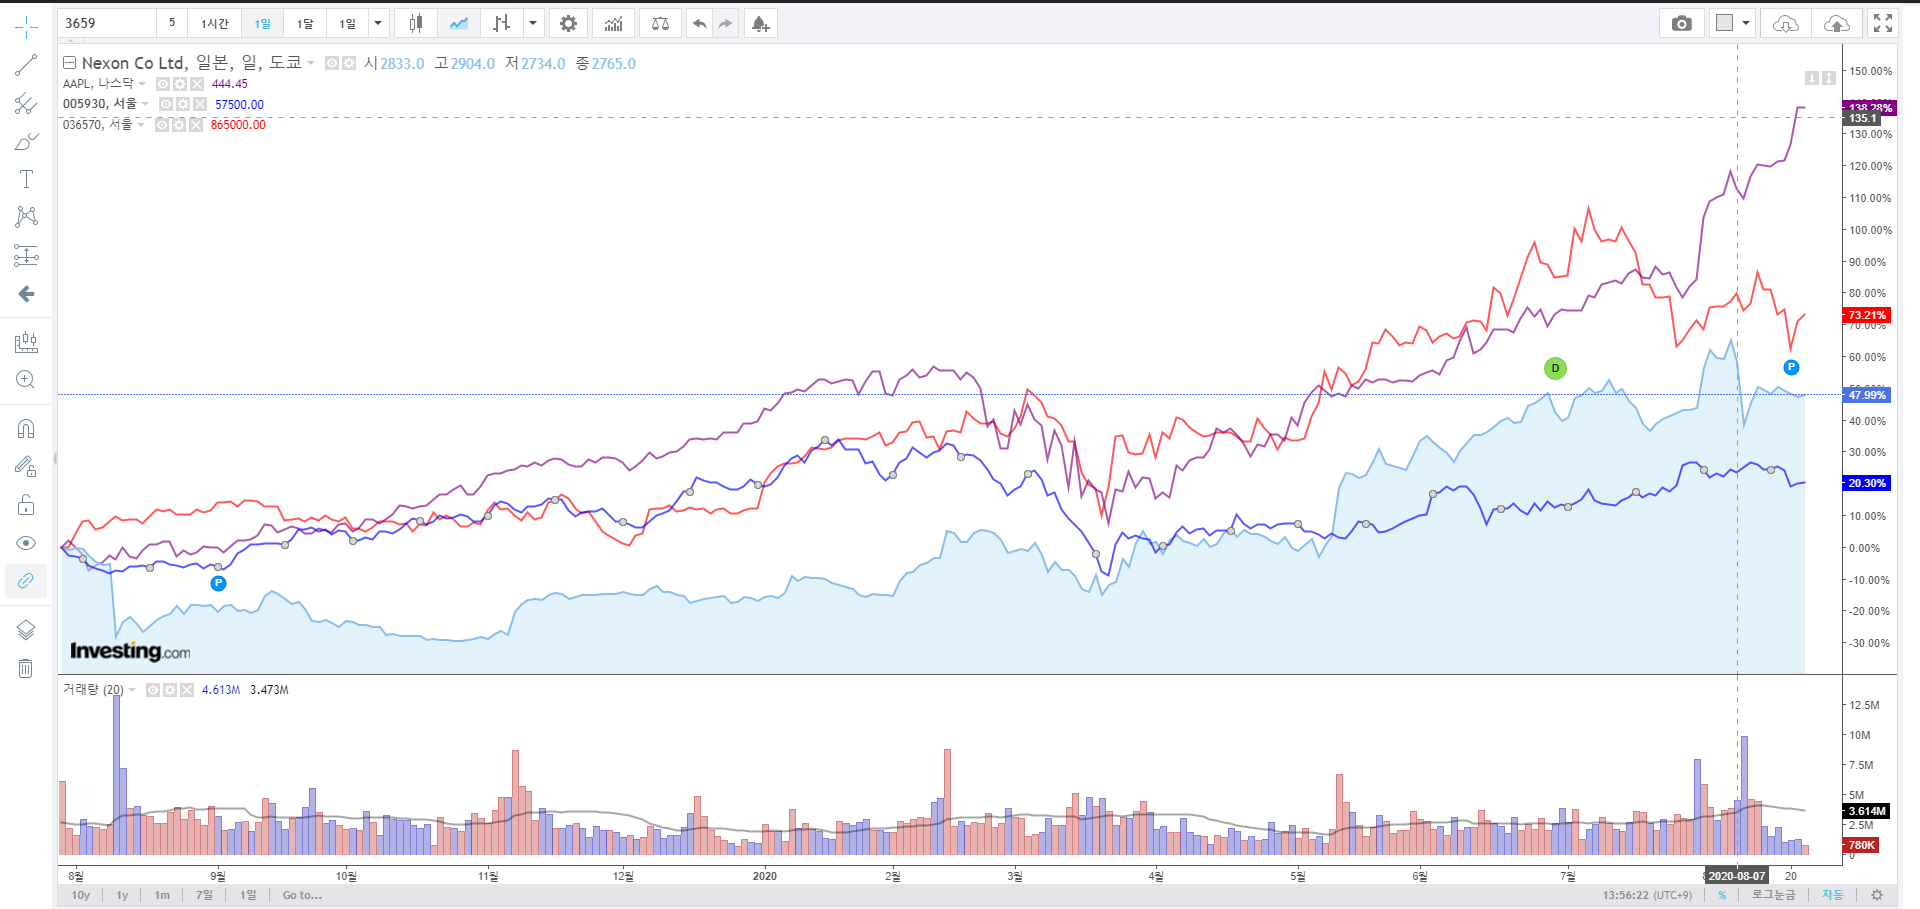 3659 5 1시간 1일 1달 1일
Nexon Co Ltd, 일본, 일, 도쿄 시2833.0 고2904.0 저2734.0 종2765.0
AAPL, 나스닥 444.45
005930, 서울 57500.00
036570, 서울 865000.00
150.00%
138.28%
135.1
130.00%
120.00%
110.00%
100.00%
90.00%
80.00%
73.21%
70.00%
60.00%
50.00%
47.99%
40.00%
30.00%
20.30%
10.00%
0.00%
-10.00%
-20.00%
-30.00%
D
P
P
Investing.com
거래량 (20) 4.613M 3.473M
12.5M
10M
7.5M
5M
3.614M
2.5M
780K
0
8월 9월 10월 11월 12월 2020 2월 3월 4월 5월 6월 7월 2020-08-07 20
10y 1y 1m 7일 1일 Go to... 13:56:22 (UTC+9) % 로그눈금 자동